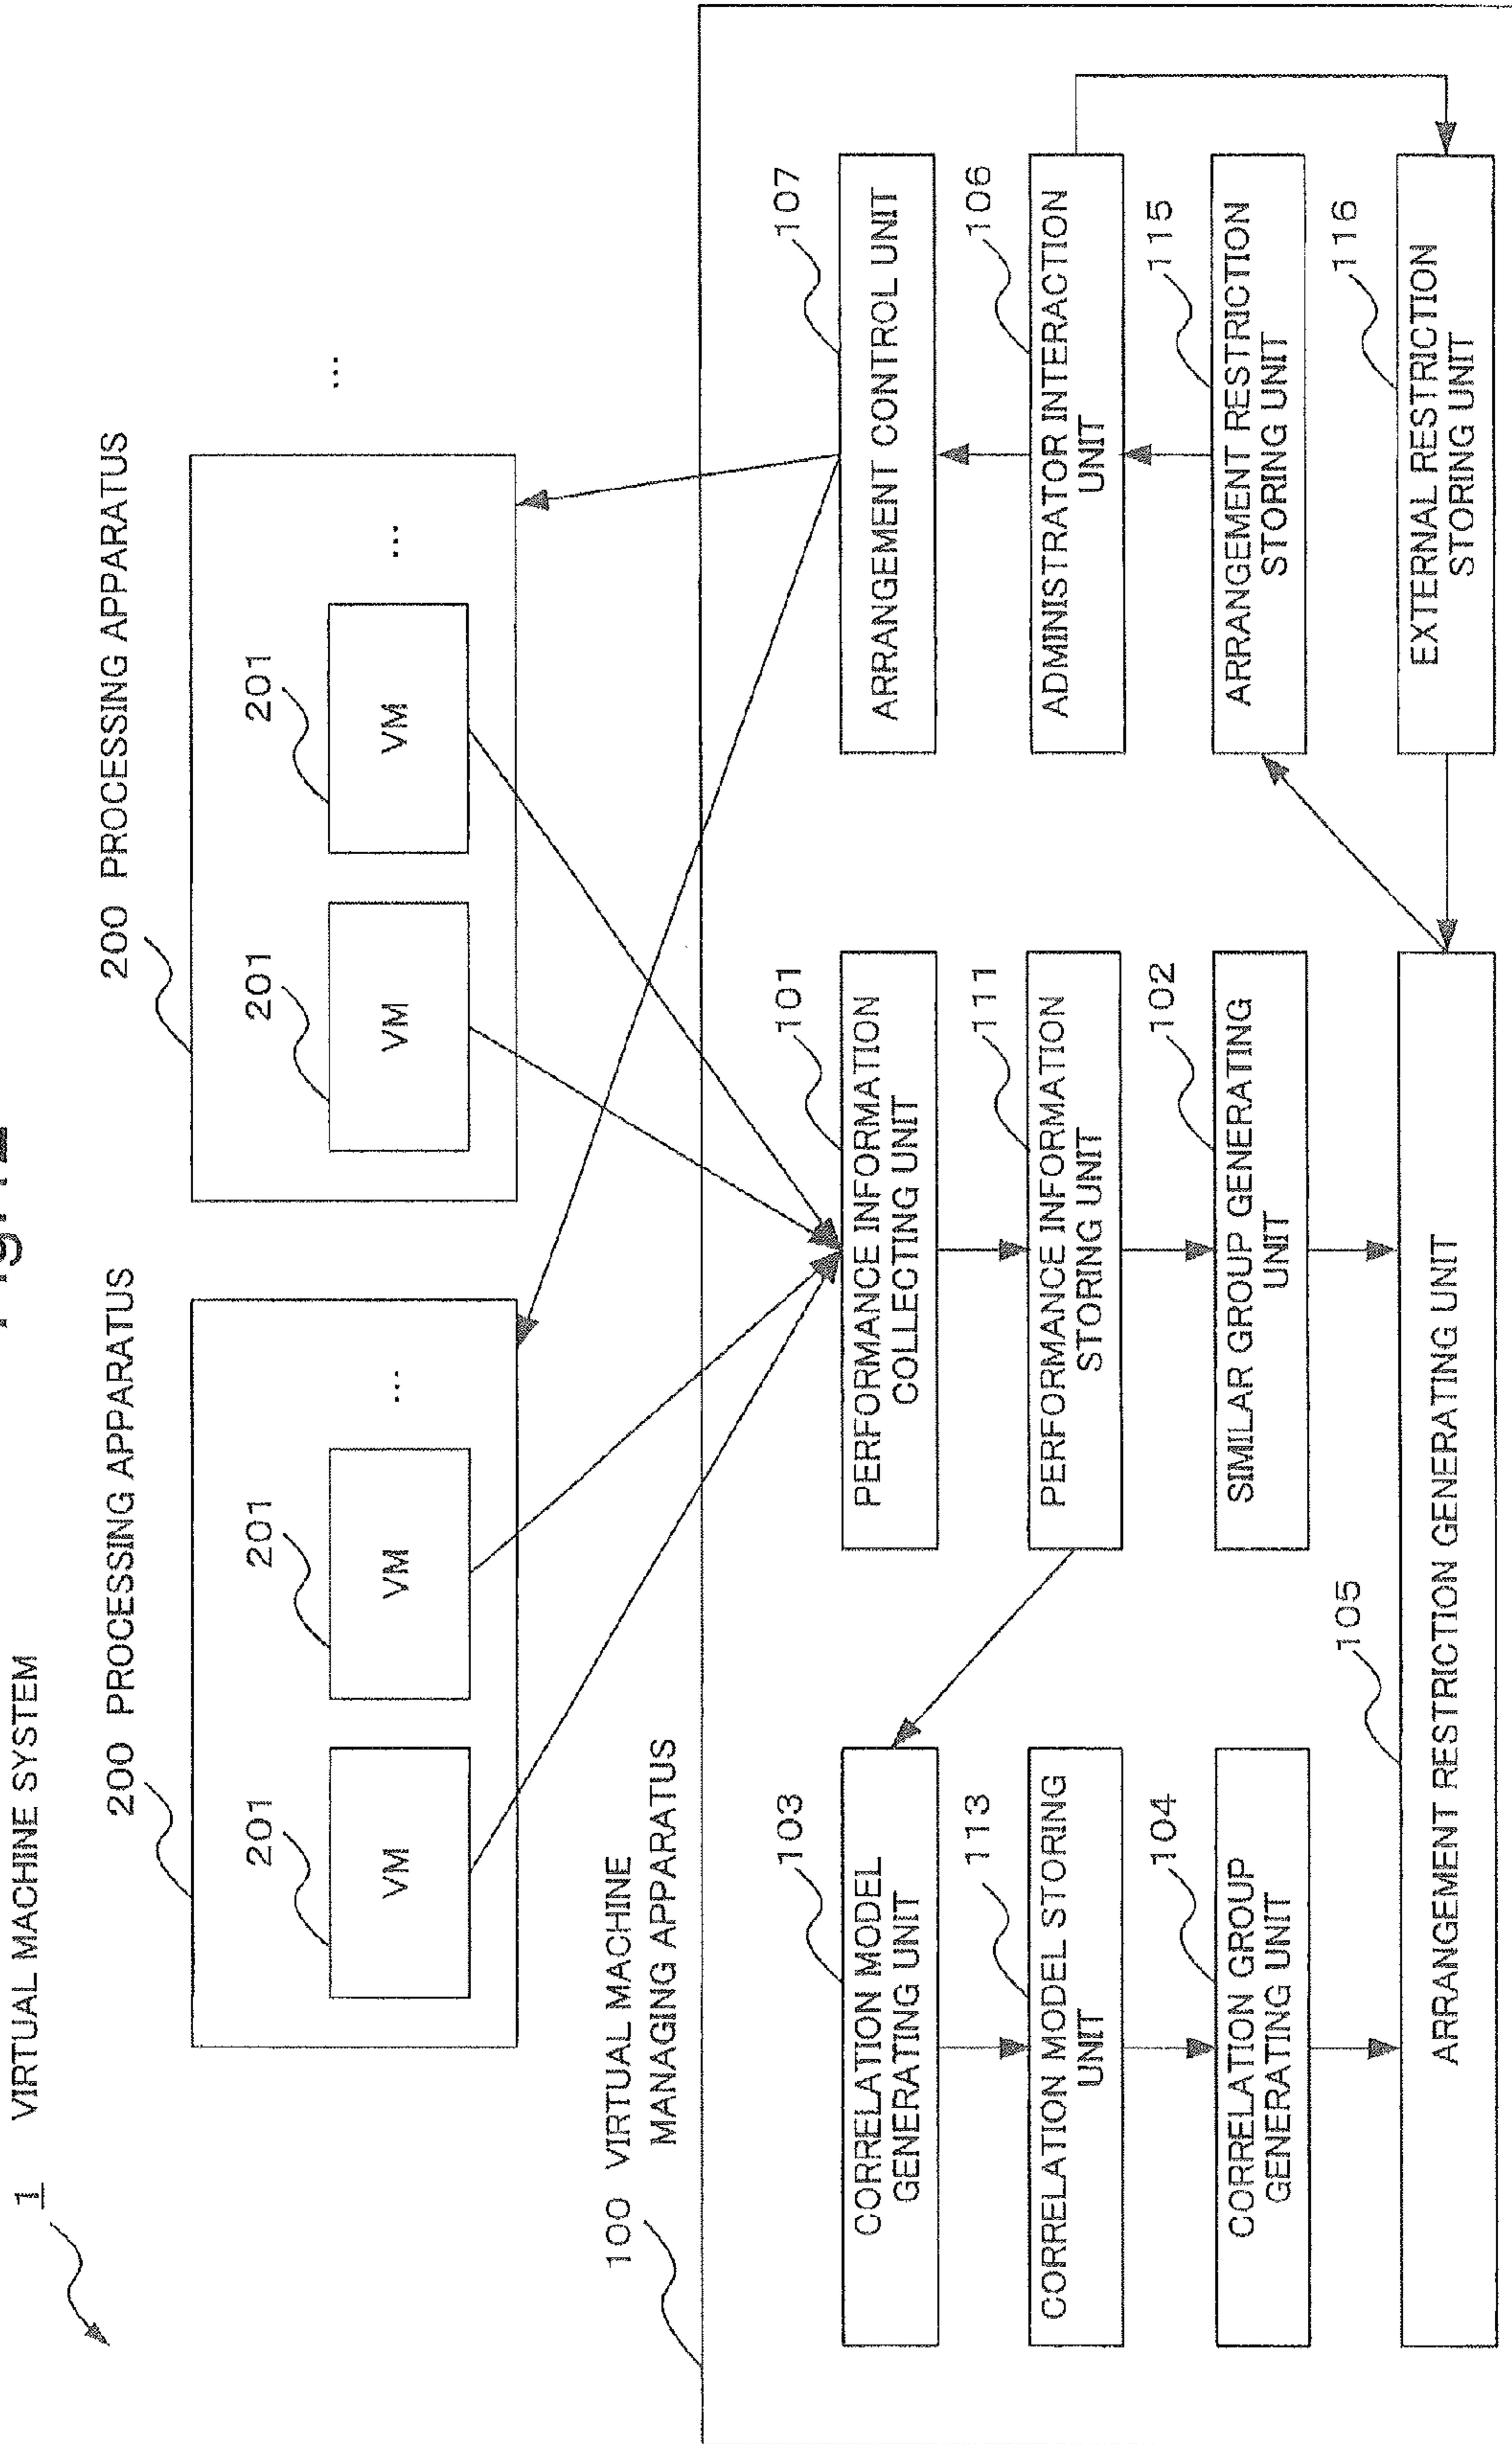 1 VIRTUAL MACHINE SYSTEM
200 PROCESSING APPARATUS
201
VM
201
VM
...
200 PROCESSING APPARATUS
201
VM
201
VM
...
...
100 VIRTUAL MACHINE
MANAGING APPARATUS
103
CORRELATION MODEL
GENERATING UNIT
113
CORRELATION MODEL STORING
UNIT
104
CORRELATION GROUP
GENERATING UNIT
101
PERFORMANCE INFORMATION
COLLECTING UNIT
111
PERFORMANCE INFORMATION
STORING UNIT
102
SIMILAR GROUP GENERATING
UNIT
105
ARRANGEMENT RESTRICTION GENERATING UNIT
107
ARRANGEMENT CONTROL UNIT
106
ADMINISTRATOR INTERACTION
UNIT
115
ARRANGEMENT RESTRICTION
STORING UNIT
116
EXTERNAL RESTRICTION
STORING UNIT